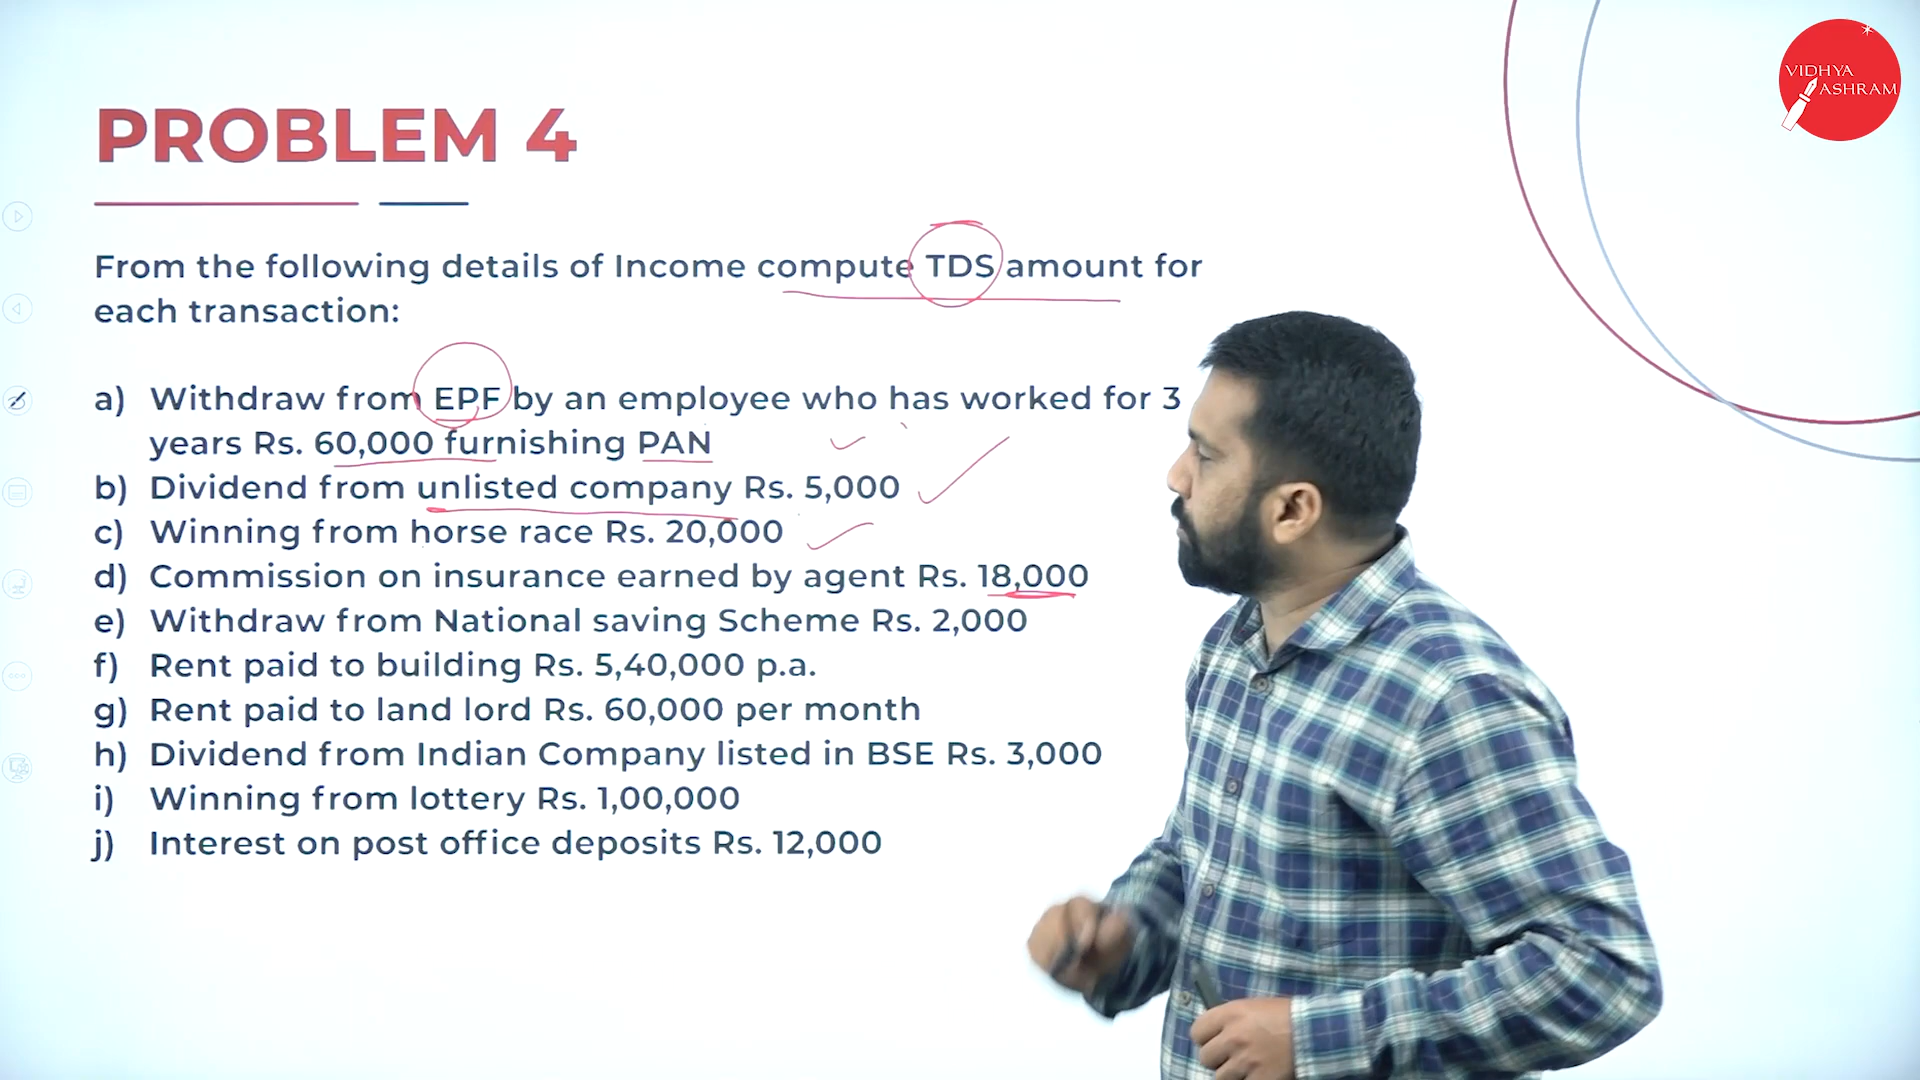 VIDHYA
ASHRAM
PROBLEM 4
From the following details of Income compute TDS amount for
each transaction:
a) Withdraw from EPF by an employee who has worked for 3
years Rs. 60,000 furnishing PAN
b) Dividend from unlisted company Rs. 5,000
c) Winning from horse race Rs. 20,000
d) Commission on insurance earned by agent Rs. 18,000
e) Withdraw from National saving Scheme Rs. 2,000
f) Rent paid to building Rs. 5,40,000 p.a.
g) Rent paid to land lord Rs. 60,000 per month
h) Dividend from Indian Company listed in BSE Rs. 3,000
i) Winning from lottery Rs. 1,00,000
j) Interest on post office deposits Rs. 12,000